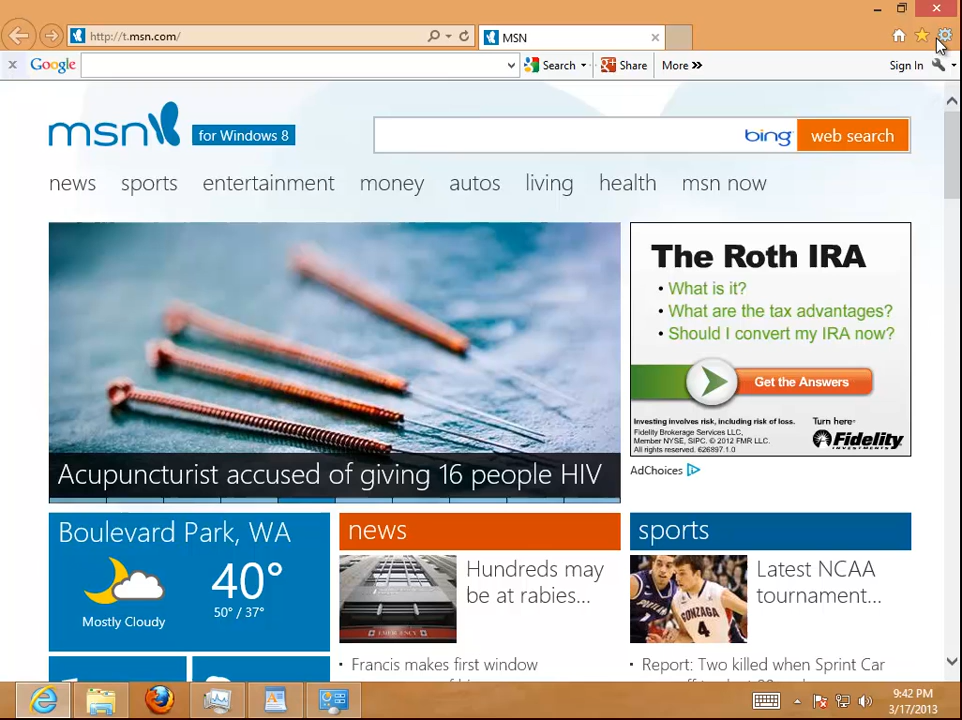 http://t.msn.com/
MSN
Google
Search
Share
More »
Sign In
msn
for Windows 8
bing
web search
news sports entertainment money autos living health msn now
Acupuncturist accused of giving 16 people HIV
The Roth IRA
• What is it?
• What are the tax advantages?
• Should I convert my IRA now?
Get the Answers
Investing involves risk, including risk of loss.
Fidelity Brokerage Services LLC,
Member NYSE, SIPC. © 2012 FMR LLC.
All rights reserved. 626897.1.0
Turn here®
Fidelity
INVESTMENTS
AdChoices
Boulevard Park, WA
40°
50° / 37°
Mostly Cloudy
news
Hundreds may
be at rabies...
EMERGENCY
Francis makes first window
sports
Latest NCAA
tournament...
GONZAGA
4
Report: Two killed when Sprint Car
9:42 PM
3/17/2013